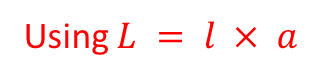 Using L = l × a